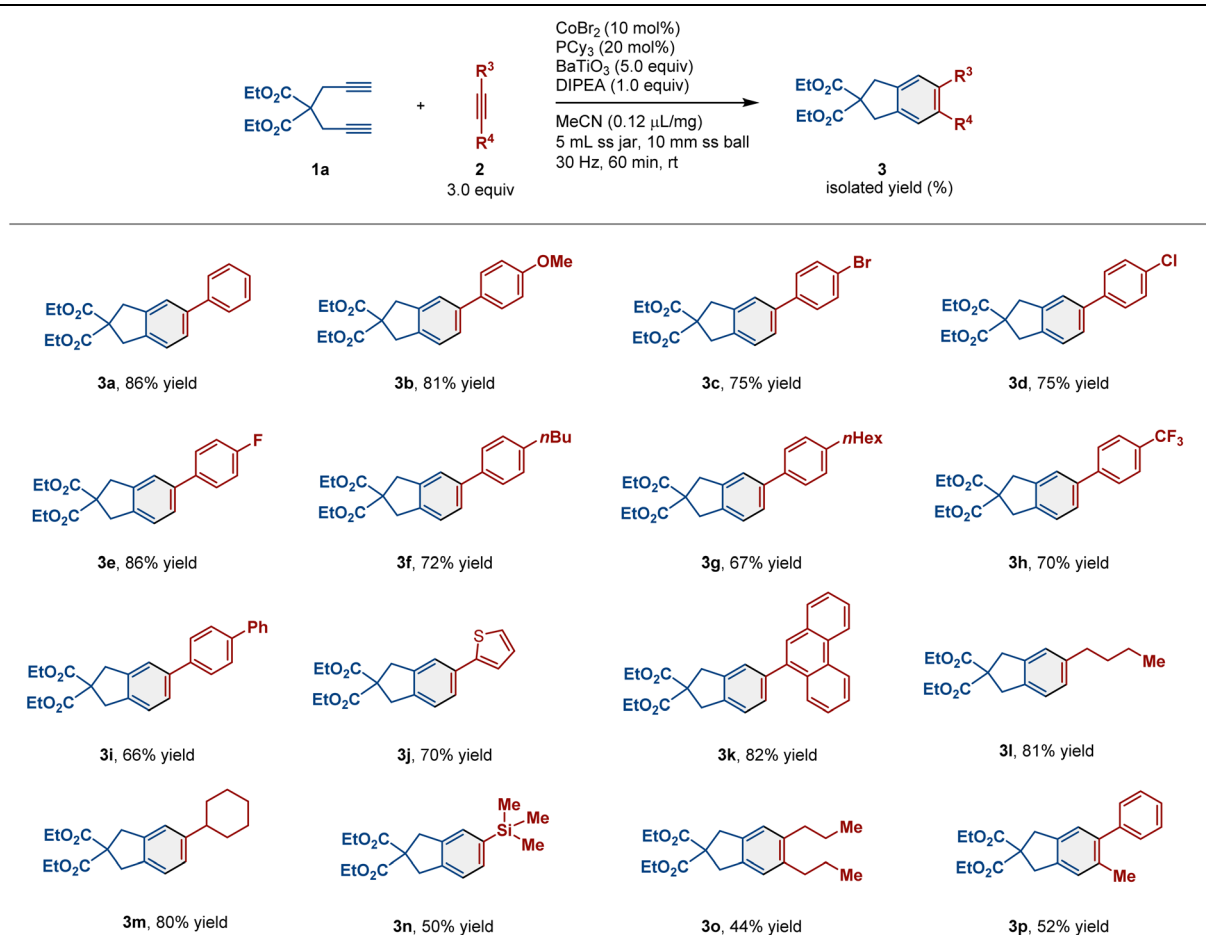 CoBr2 (10 mol%)
PCy3 (20 mol%)
BaTiO3 (5.0 equiv)
DIPEA (1.0 equiv)
MeCN (0.12 μL/mg)
5 mL ss jar, 10 mm ss ball
30 Hz, 60 min, rt
EtO2C
EtO2C
1a
+
R3
R4
2
3.0 equiv
EtO2C
EtO2C
R3
R4
3
isolated yield (%)
EtO2C
EtO2C
3a, 86% yield
EtO2C
EtO2C
OMe
3b, 81% yield
EtO2C
EtO2C
Br
3c, 75% yield
EtO2C
EtO2C
Cl
3d, 75% yield
EtO2C
EtO2C
F
3e, 86% yield
EtO2C
EtO2C
nBu
3f, 72% yield
EtO2C
EtO2C
nHex
3g, 67% yield
EtO2C
EtO2C
CF3
3h, 70% yield
EtO2C
EtO2C
Ph
3i, 66% yield
EtO2C
EtO2C
S
3j, 70% yield
EtO2C
EtO2C
3k, 82% yield
EtO2C
EtO2C
Me
3l, 81% yield
EtO2C
EtO2C
3m, 80% yield
EtO2C
EtO2C
Me
Si
Me
Me
3n, 50% yield
EtO2C
EtO2C
Me
Me
3o, 44% yield
EtO2C
EtO2C
Me
3p, 52% yield